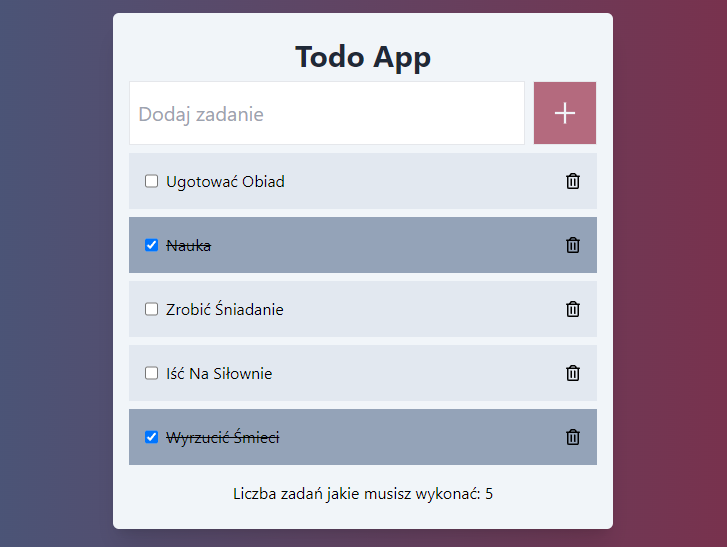 Todo App
Dodaj zadanie
Ugotować Obiad
Nauka
Zrobić Śniadanie
Iść Na Siłownie
Wyrzucić Śmieci
Liczba zadań jakie musisz wykonać: 5